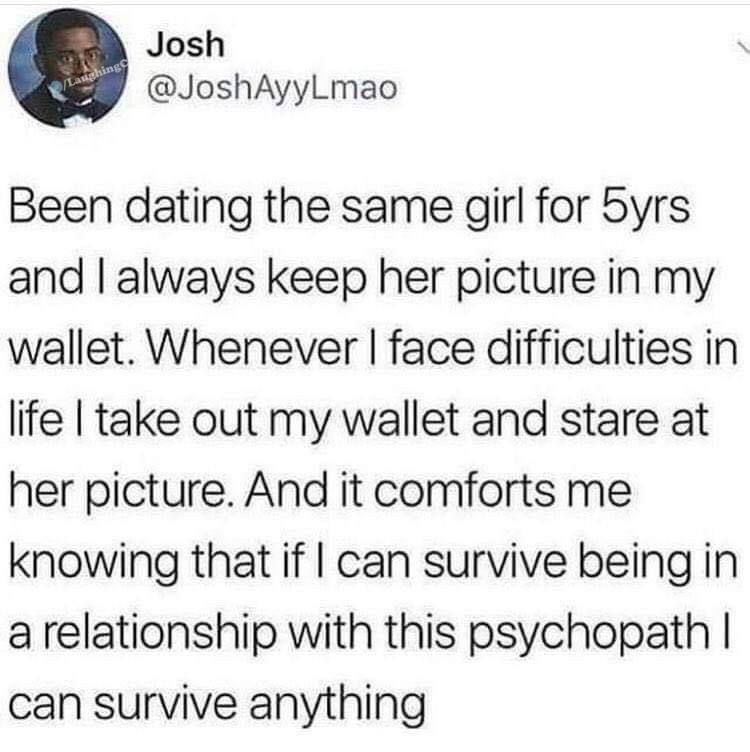 Josh
@JoshAyyLmao
Been dating the same girl for 5yrs
and I always keep her picture in my
wallet. Whenever I face difficulties in
life I take out my wallet and stare at
her picture. And it comforts me
knowing that if I can survive being in
a relationship with this psychopath I
can survive anything